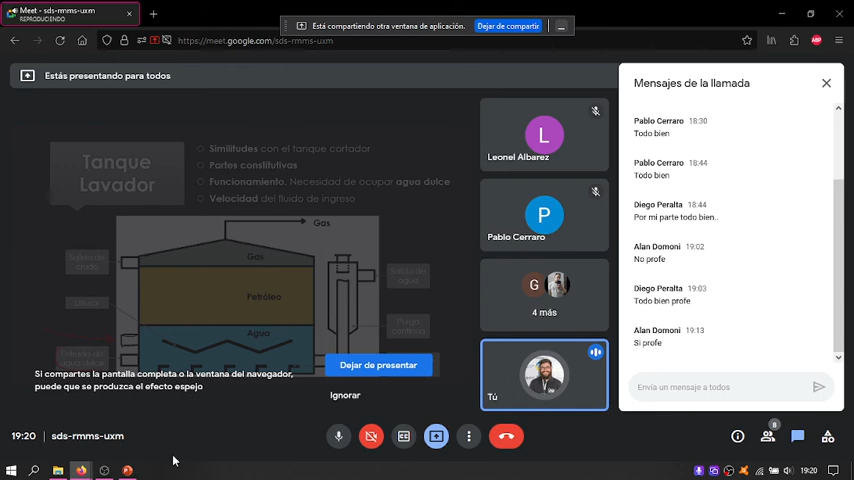 Meet - sds-rmms-uxm
REPRODUCIENDO
Está compartiendo otra ventana de aplicación.
Dejar de compartir
https://meet.google.com/sds-rmms-uxm
ABP
Estás presentando para todos
Tanque
Lavador
Similitudes con el tanque cortador
Partes constitutivas
Funcionamiento. Necesidad de ocupar agua dulce
Velocidad del fluido de ingreso
Gas
Salida de
crudo
Gas
Petróleo
Agua
Salida de
agua
Purga
continua
Entrada de
agua dulce
Si compartes la pantalla completa o la ventana del navegador,
puede que se produzca el efecto espejo
Dejar de presentar
Ignorar
L
Leonel Albarez
P
Pablo Cerraro
G
4 más
Tú
Mensajes de la llamada
Pablo Cerraro 18:30
Todo bien
Pablo Cerraro 18:44
Todo bien
Diego Peralta 18:44
Por mi parte todo bien..
Alan Domoni 19:02
No profe
Diego Peralta 19:03
Todo bien profe
Alan Domoni 19:13
Si profe
Envía un mensaje a todos
19:20 | sds-rmms-uxm
8
19:20